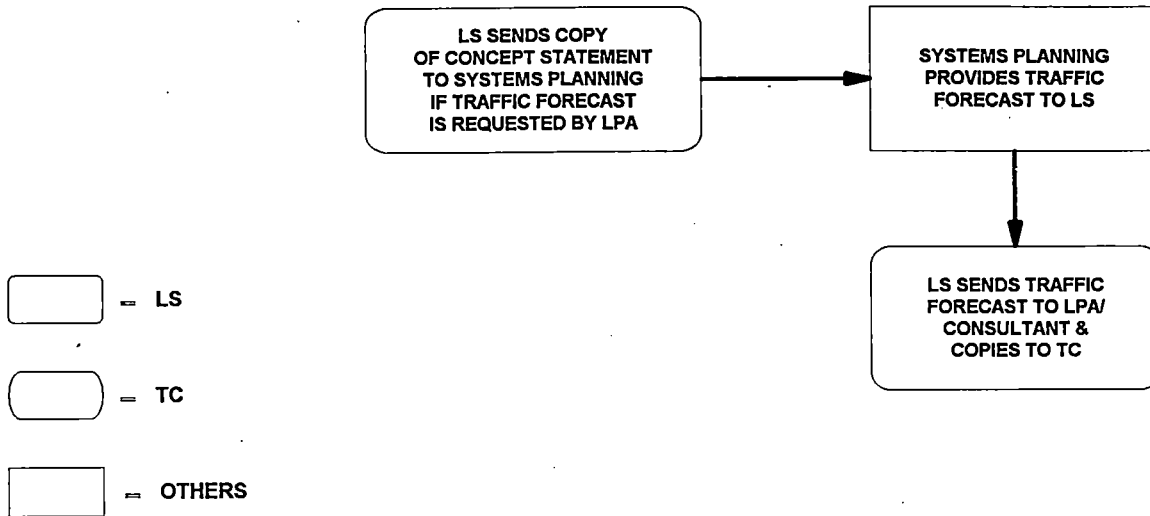 LS SENDS COPY
OF CONCEPT STATEMENT
TO SYSTEMS PLANNING
IF TRAFFIC FORECAST
IS REQUESTED BY LPA
SYSTEMS PLANNING
PROVIDES TRAFFIC
FORECAST TO LS
LS SENDS TRAFFIC
FORECAST TO LPA/
CONSULTANT &
COPIES TO TC
= LS
= TC
= OTHERS